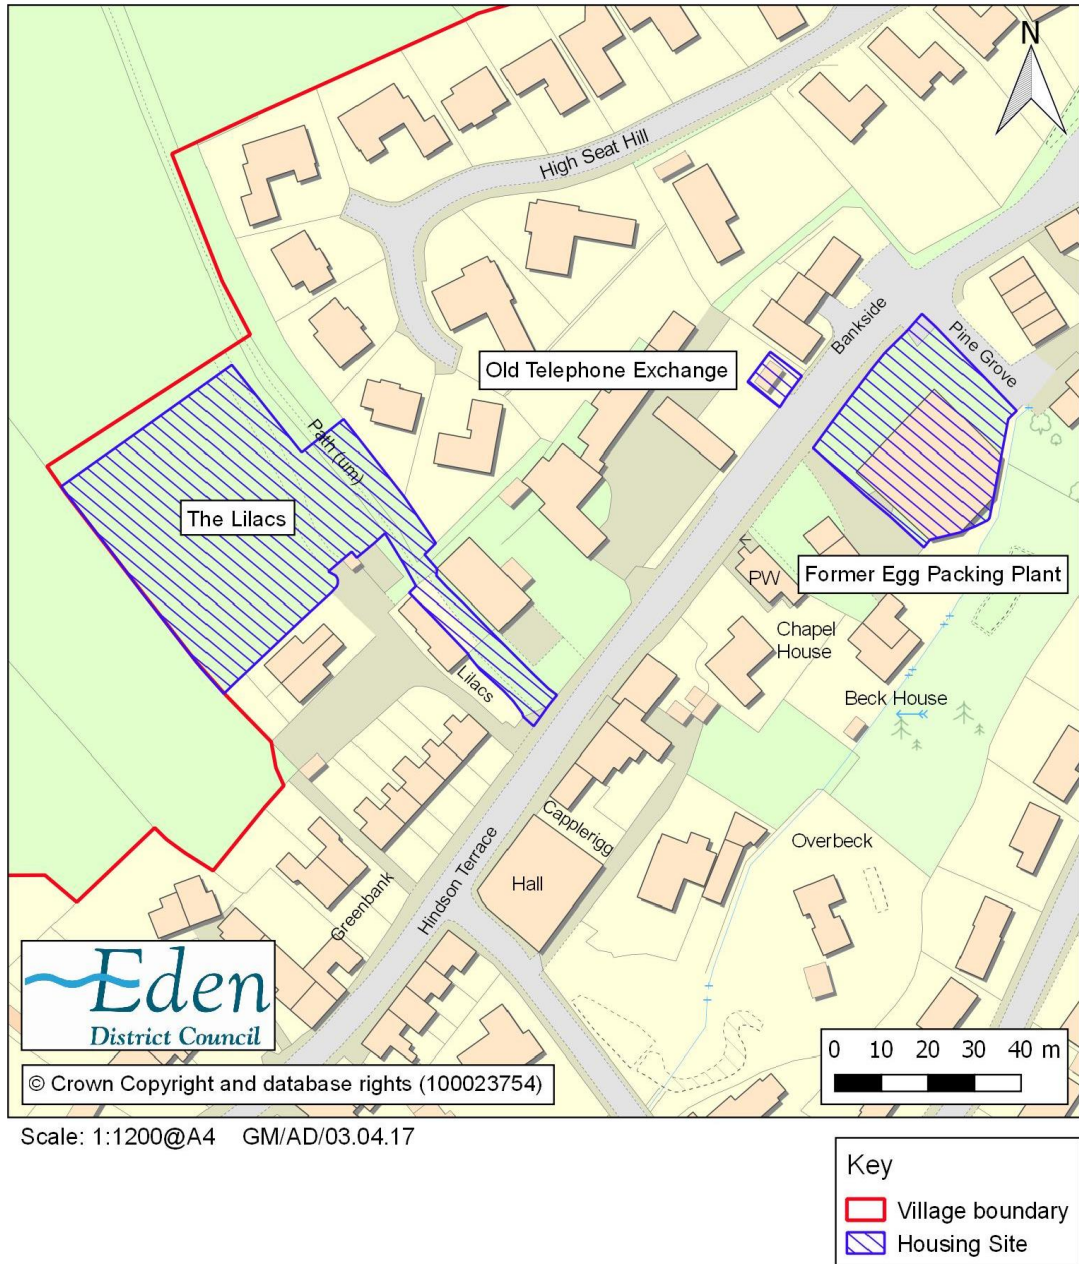 N
High Seat Hill
Old Telephone Exchange
Bankside
Pine Grove
Path (um)
The Lilacs
PW
Former Egg Packing Plant
Chapel
House
Lilacs
Beck House
Capplerigg
Overbeck
Hindson Terrace
Hall
Greenbank
Eden
District Council
0 10 20 30 40 m
© Crown Copyright and database rights (100023754)
Scale: 1:1200@A4 GM/AD/03.04.17
Key
Village boundary
Housing Site